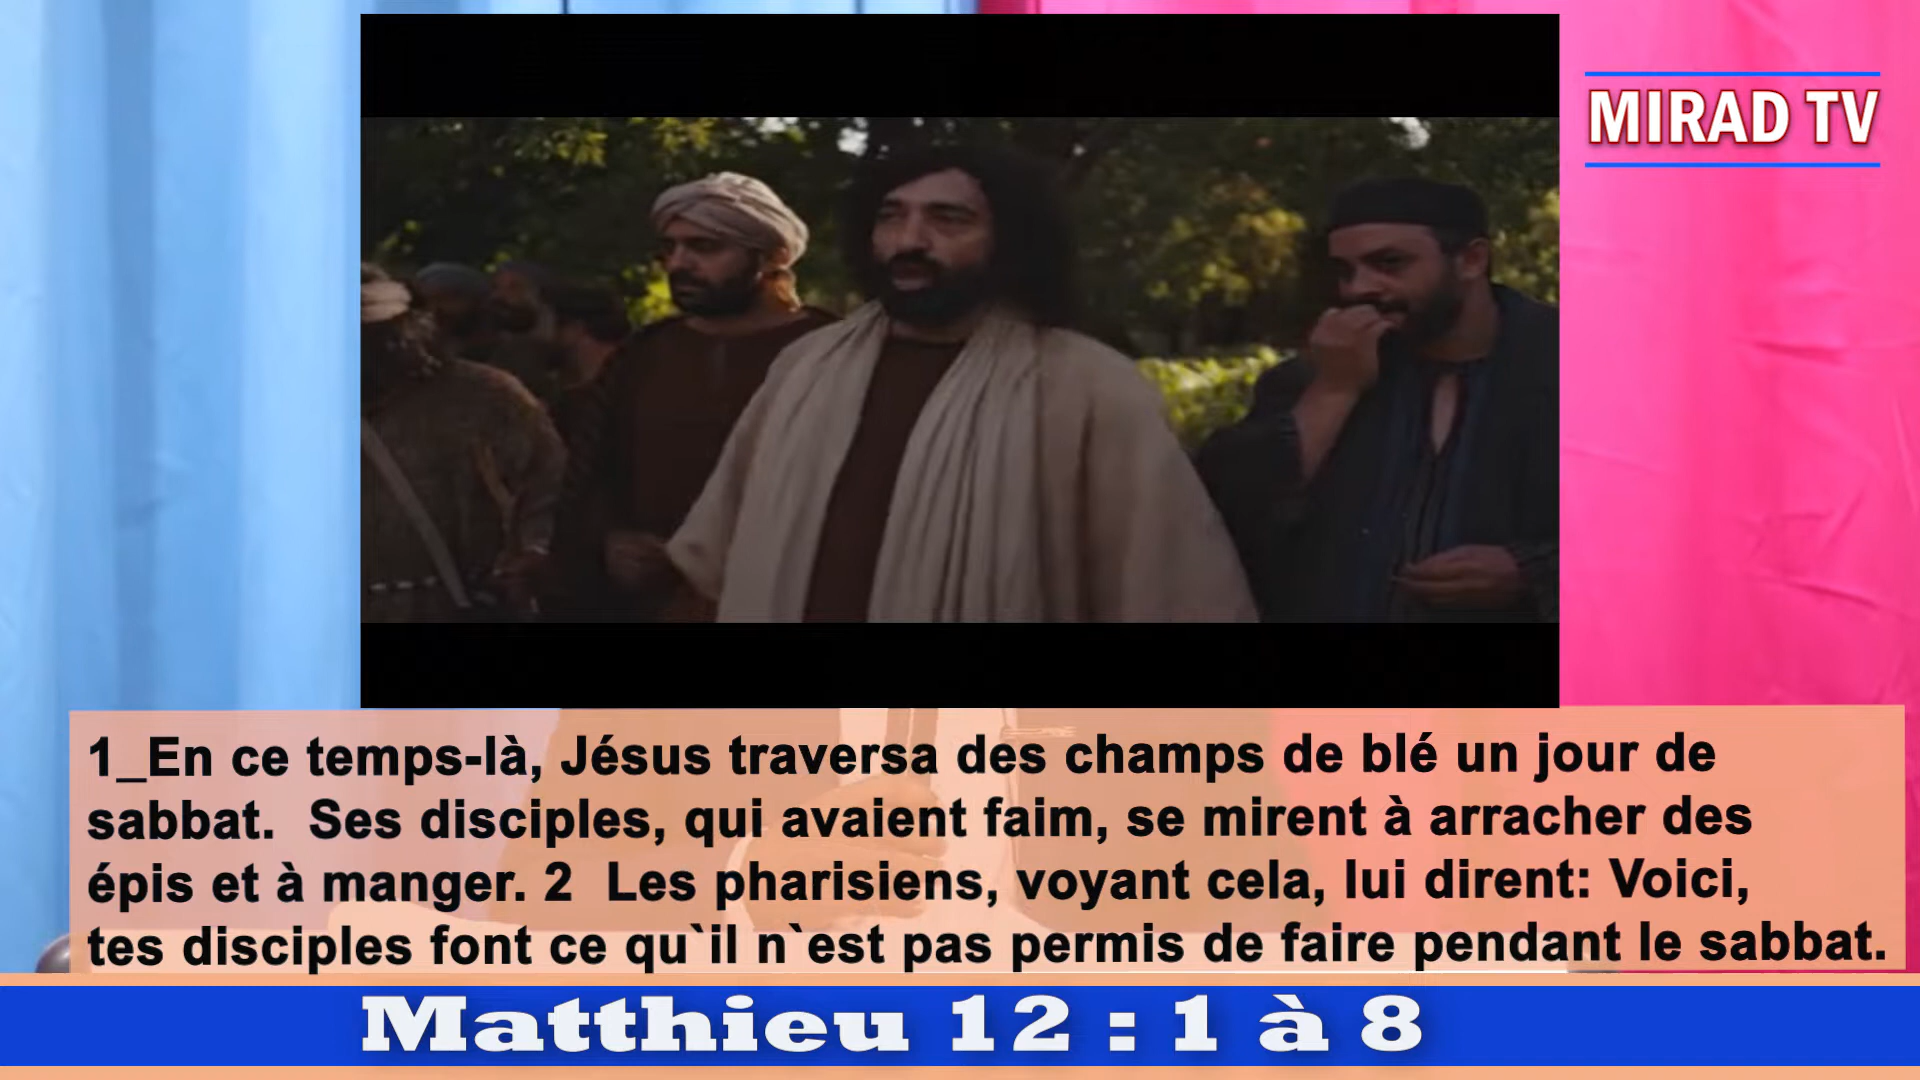 MIRAD TV
1_En ce temps-là, Jésus traversa des champs de blé un jour de
sabbat.  Ses disciples, qui avaient faim, se mirent à arracher des
épis et à manger. 2  Les pharisiens, voyant cela, lui dirent: Voici,
tes disciples font ce qu`il n`est pas permis de faire pendant le sabbat.
Matthieu 12 : 1 à 8